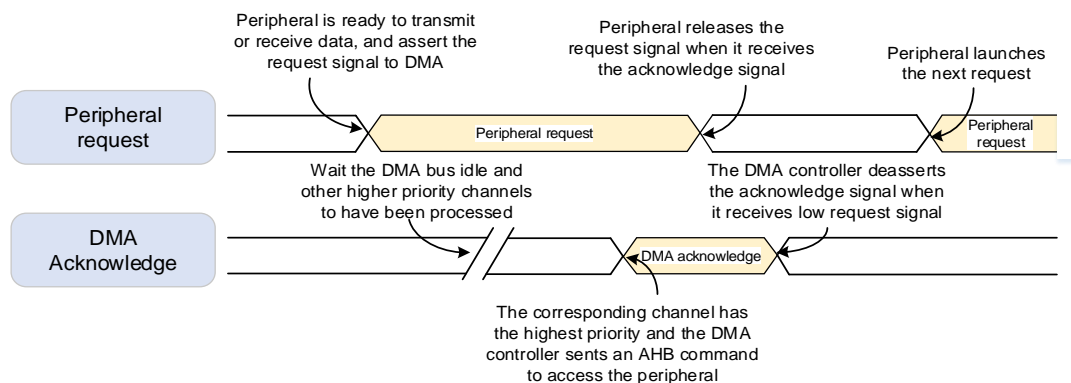 Peripheral is ready to transmit
or receive data, and assert the
request signal to DMA
Peripheral releases the
request signal when it receives
the acknowledge signal
Peripheral launches
the next request
Peripheral
request
Peripheral request
Peripheral
request
Wait the DMA bus idle and
other higher priority channels
to have been processed
The DMA controller deasserts
the acknowledge signal when
it receives low request signal
DMA
Acknowledge
DMA acknowledge
The corresponding channel has
the highest priority and the DMA
controller sents an AHB command
to access the peripheral